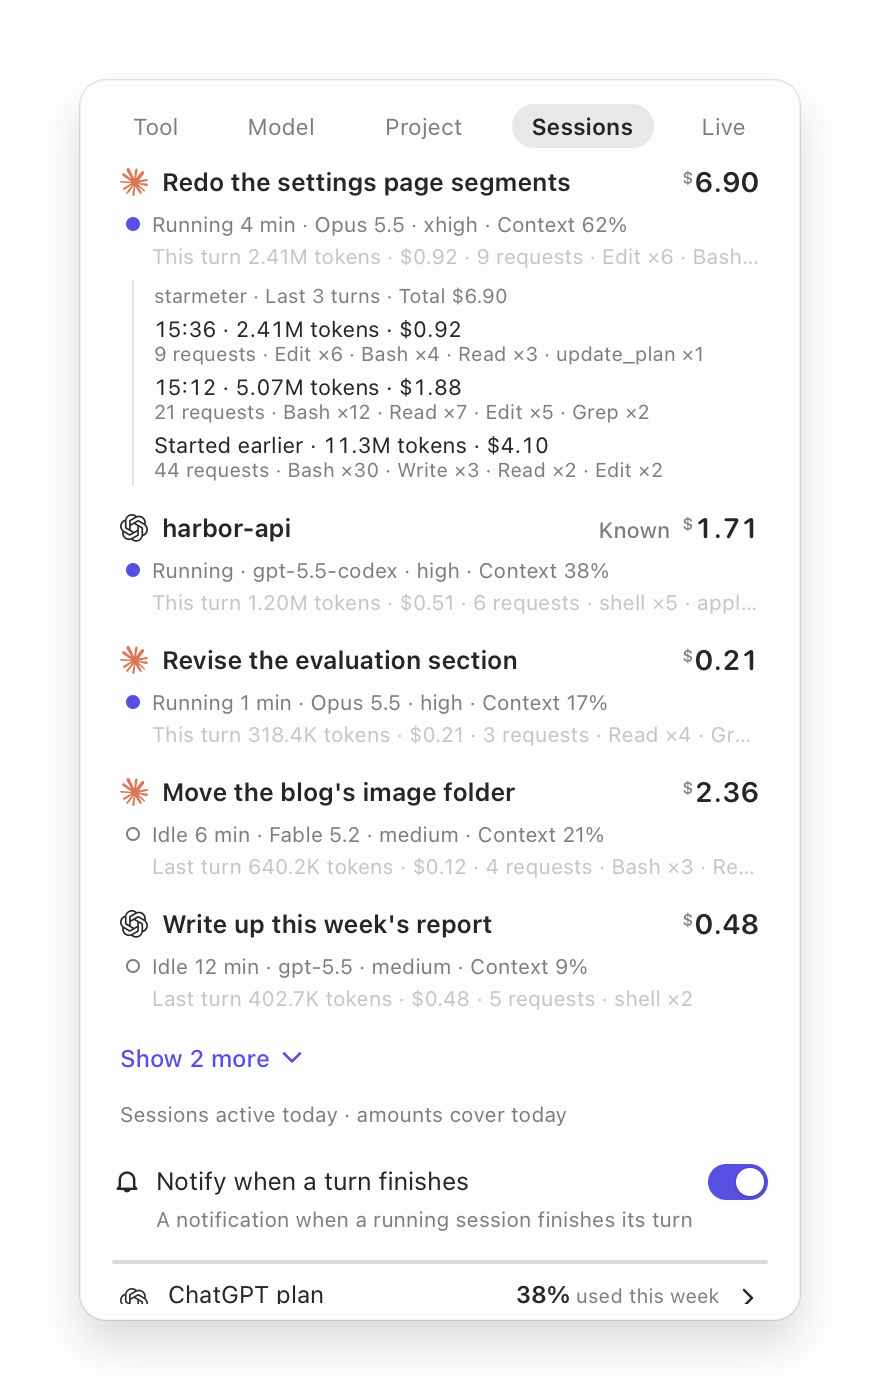 Tool Model Project Sessions Live
Redo the settings page segments $6.90
Running 4 min · Opus 5.5 · xhigh · Context 62%
This turn 2.41M tokens · $0.92 · 9 requests · Edit ×6 · Bash...
starmeter · Last 3 turns · Total $6.90
15:36 · 2.41M tokens · $0.92
9 requests · Edit ×6 · Bash ×4 · Read ×3 · update_plan ×1
15:12 · 5.07M tokens · $1.88
21 requests · Bash ×12 · Read ×7 · Edit ×5 · Grep ×2
Started earlier · 11.3M tokens · $4.10
44 requests · Bash ×30 · Write ×3 · Read ×2 · Edit ×2
harbor-api Known $1.71
Running · gpt-5.5-codex · high · Context 38%
This turn 1.20M tokens · $0.51 · 6 requests · shell ×5 · appl...
Revise the evaluation section $0.21
Running 1 min · Opus 5.5 · high · Context 17%
This turn 318.4K tokens · $0.21 · 3 requests · Read ×4 · Gr...
Move the blog's image folder $2.36
Idle 6 min · Fable 5.2 · medium · Context 21%
Last turn 640.2K tokens · $0.12 · 4 requests · Bash ×3 · Re...
Write up this week's report $0.48
Idle 12 min · gpt-5.5 · medium · Context 9%
Last turn 402.7K tokens · $0.48 · 5 requests · shell ×2
Show 2 more
Sessions active today · amounts cover today
Notify when a turn finishes
A notification when a running session finishes its turn
ChatGPT plan 38% used this week